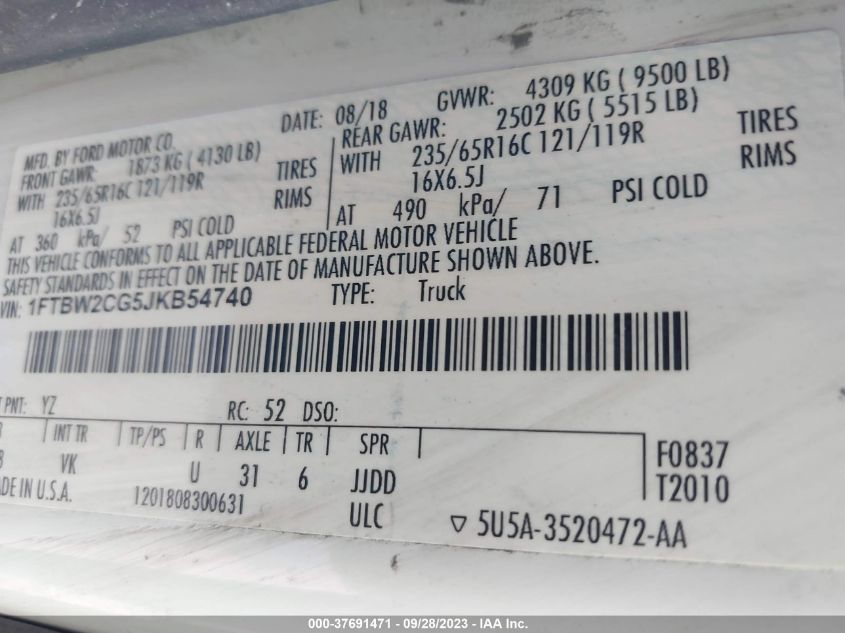 MFD. BY FORD MOTOR CO.
DATE: 08/18 GVWR: 4309 KG ( 9500 LB)
FRONT GAWR: 1873 KG ( 4130 LB)
REAR GAWR: 2502 KG ( 5515 LB)
WITH 235/65R16C 121/119R TIRES
WITH 235/65R16C 121/119R TIRES
16X6.5J RIMS
16X6.5J RIMS
AT 360 kPa/ 52 PSI COLD
AT 490 kPa/ 71 PSI COLD
THIS VEHICLE CONFORMS TO ALL APPLICABLE FEDERAL MOTOR VEHICLE
SAFETY STANDARDS IN EFFECT ON THE DATE OF MANUFACTURE SHOWN ABOVE.
VIN: 1FTBW2CG5JKB54740 TYPE: Truck
PNT: YZ RC: 52 DSO:
INT TR TP/PS R AXLE TR SPR
VK U 31 6 JJDD
F0837
T2010
IN U.S.A. 1201808300631 ULC
▽ 5U5A-3520472-AA
000-37691471 - 09/28/2023 - IAA Inc.